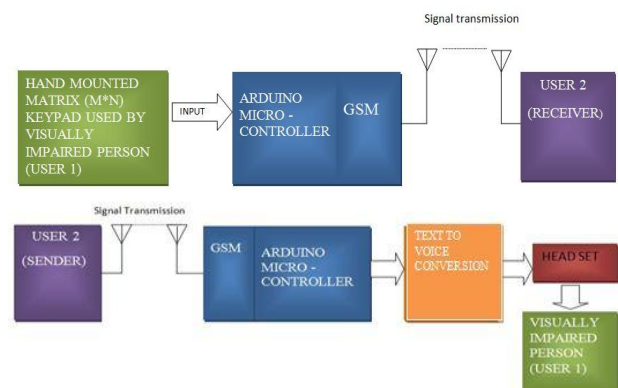 Signal transmission)
HAND MOUNTED
MATRIX (M*N)
KEYPAD USED BY
VISUALLY
IMPAIRED PERSON
(USER 1)
INPUT
ARDUINO
MICRO -
CONTROLLER
GSM
USER 2
(RECEIVER)
Signal Transmission
USER 2
(SENDER)
GSM
ARDUINO
MICRO -
CONTROLLER
TEXT TO
VOICE
CONVERSION
HEAD SET
VISUALLY
IMPAIRED
PERSON
(USER 1)